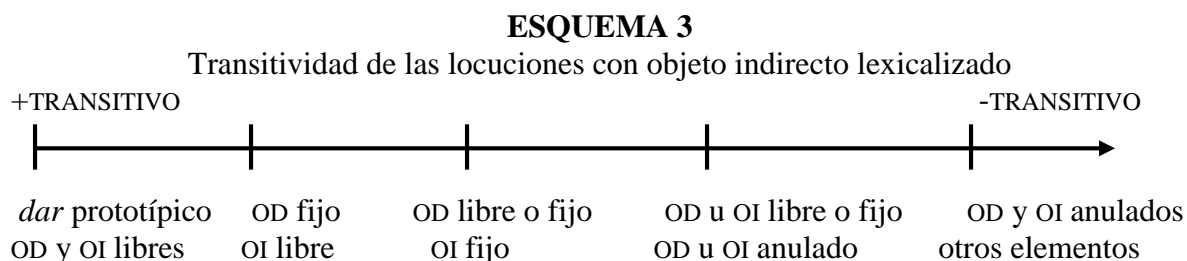 ESQUEMA 3
Transitividad de las locuciones con objeto indirecto lexicalizado
+TRANSITIVO -TRANSITIVO
dar prototípico OD fijo OD libre o fijo OD u OI libre o fijo OD y OI anulados
OD y OI libres OI libre OI fijo OD u OI anulado otros elementos